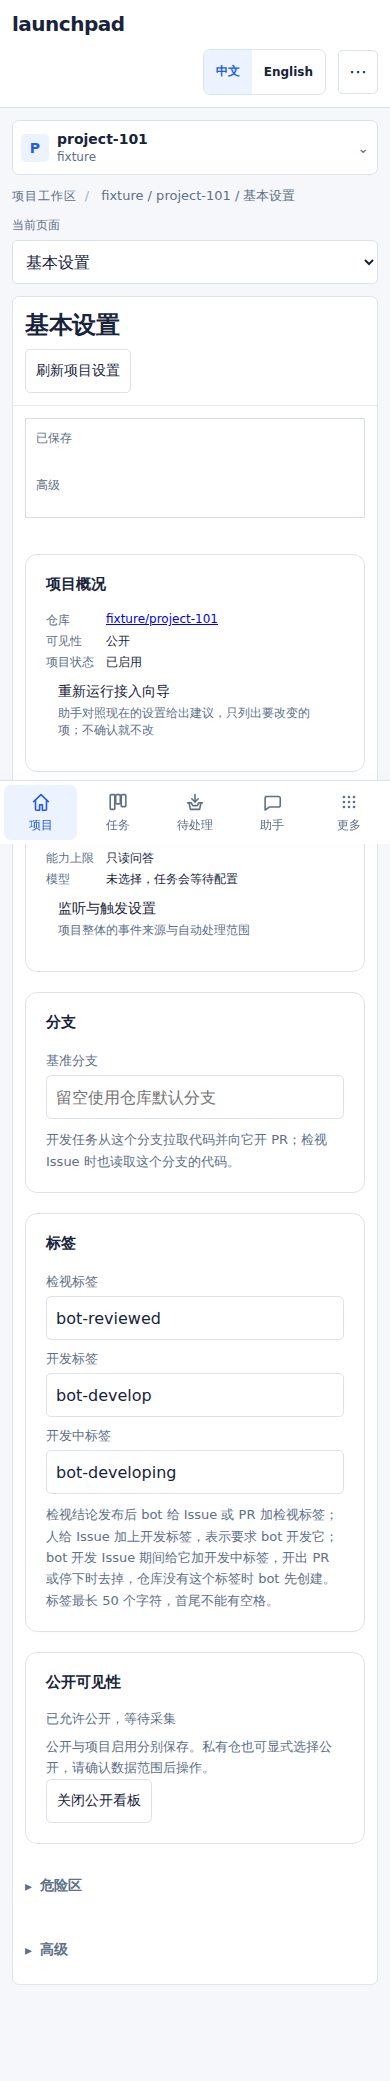 launchpad
中文 English ⋯
P project-101
fixture
项目工作区 / fixture / project-101 / 基本设置
当前页面
基本设置
基本设置
刷新项目设置
已保存
高级
项目概况
仓库 fixture/project-101
可见性 公开
项目状态 已启用
重新运行接入向导
助手对照现在的设置给出建议，只列出要改变的
项；不确认就不改
项目 任务 待处理 助手 更多
能力上限 只读问答
模型 未选择，任务会等待配置
监听与触发设置
项目整体的事件来源与自动处理范围
分支
基准分支
留空使用仓库默认分支
开发任务从这个分支拉取代码并向它开 PR；检视
Issue 时也读取这个分支的代码。
标签
检视标签
bot-reviewed
开发标签
bot-develop
开发中标签
bot-developing
检视结论发布后 bot 给 Issue 或 PR 加检视标签；
人给 Issue 加上开发标签，表示要求 bot 开发它；
bot 开发 Issue 期间给它加开发中标签，开出 PR
或停下时去掉，仓库没有这个标签时 bot 先创建。
标签最长 50 个字符，首尾不能有空格。
公开可见性
已允许公开，等待采集
公开与项目启用分别保存。私有仓也可显式选择公
开，请确认数据范围后操作。
关闭公开看板
▸ 危险区
▸ 高级